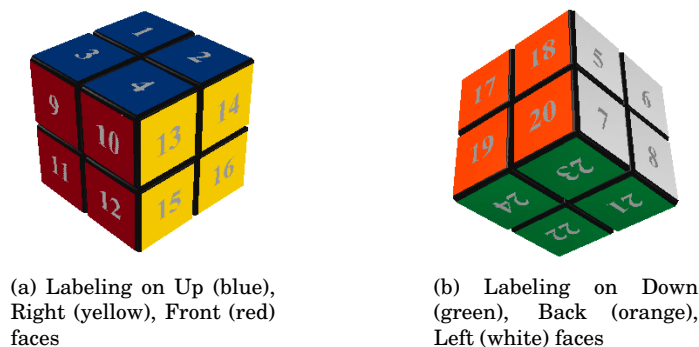 1
3 2
4
9 10 13 14
11 12 15 16
17 18 5 6
19 20 7 8
23
24 21
22
(a) Labeling on Up (blue),
Right (yellow), Front (red)
faces
(b) Labeling on Down
(green), Back (orange),
Left (white) faces